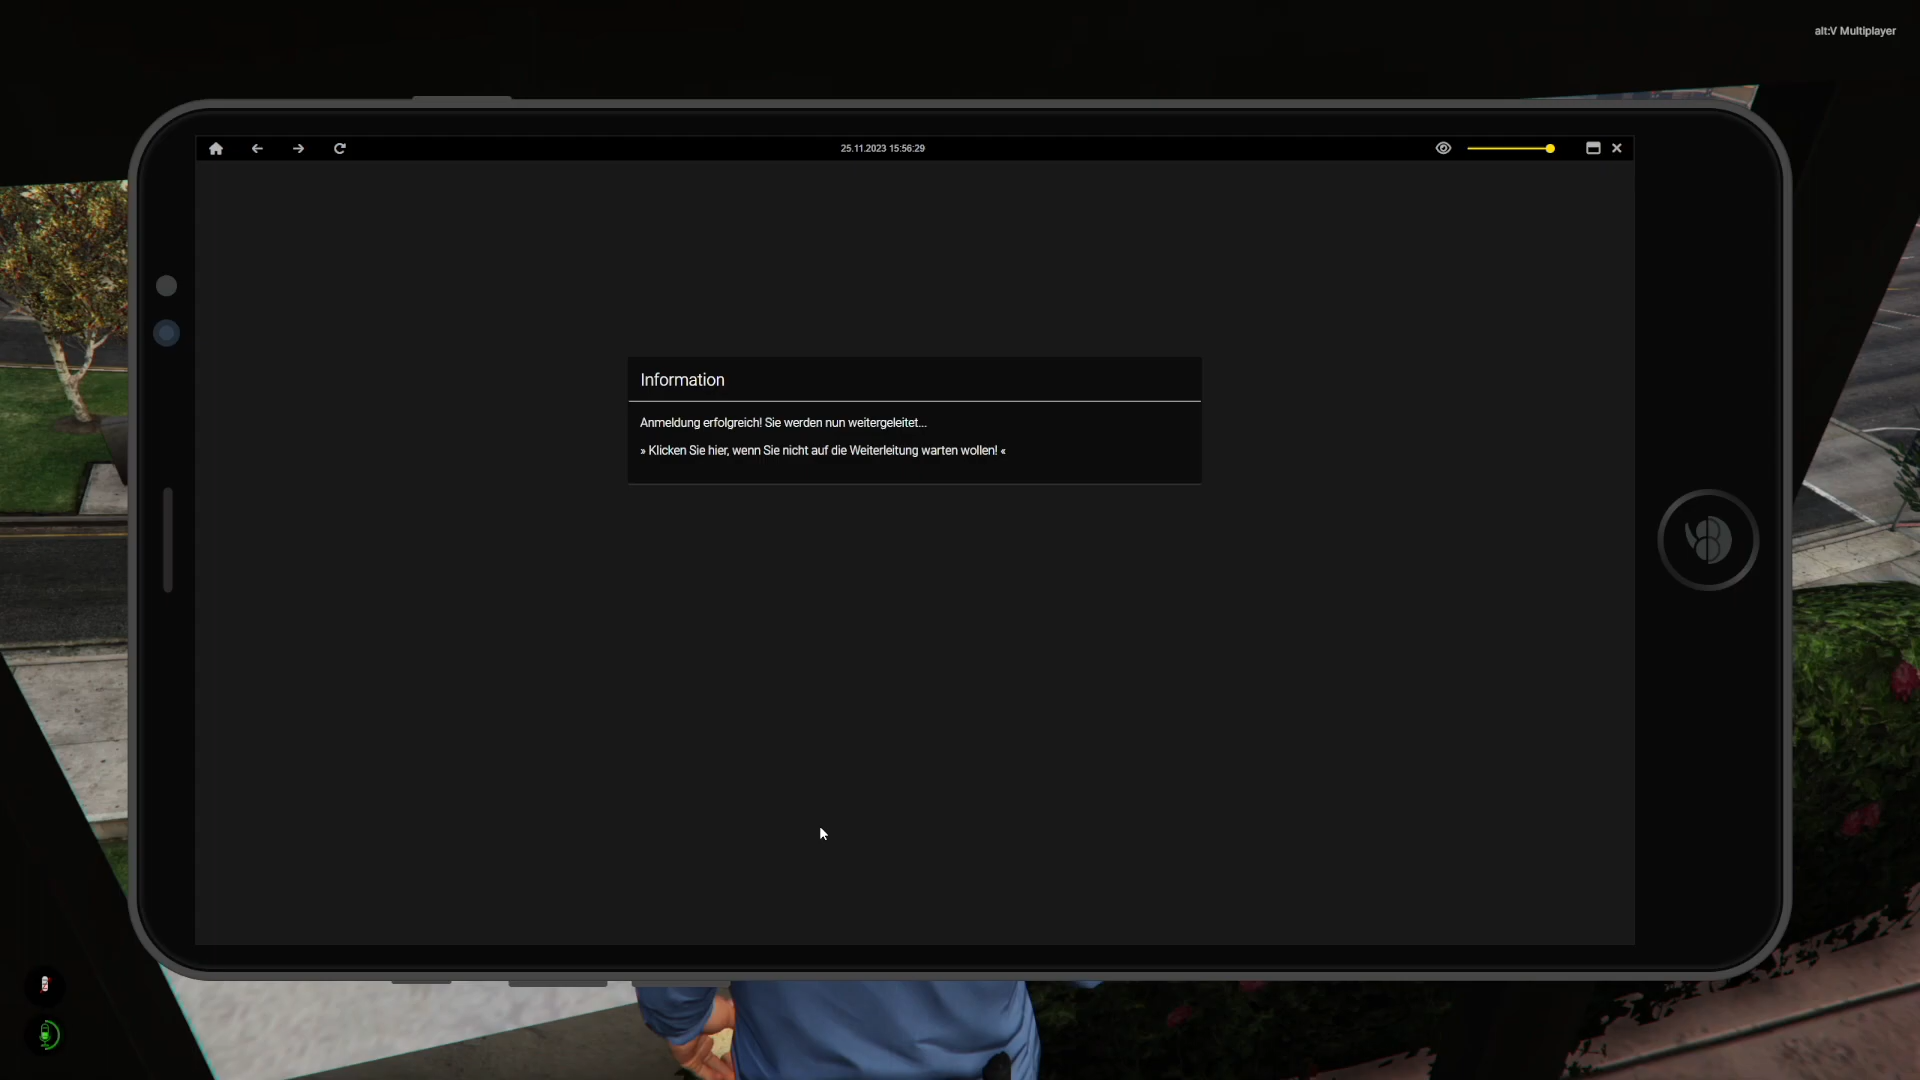 alt:V Multiplayer
25.11.2023 15:56:29
Information
Anmeldung erfolgreich! Sie werden nun weitergeleitet...
» Klicken Sie hier, wenn Sie nicht auf die Weiterleitung warten wollen! «